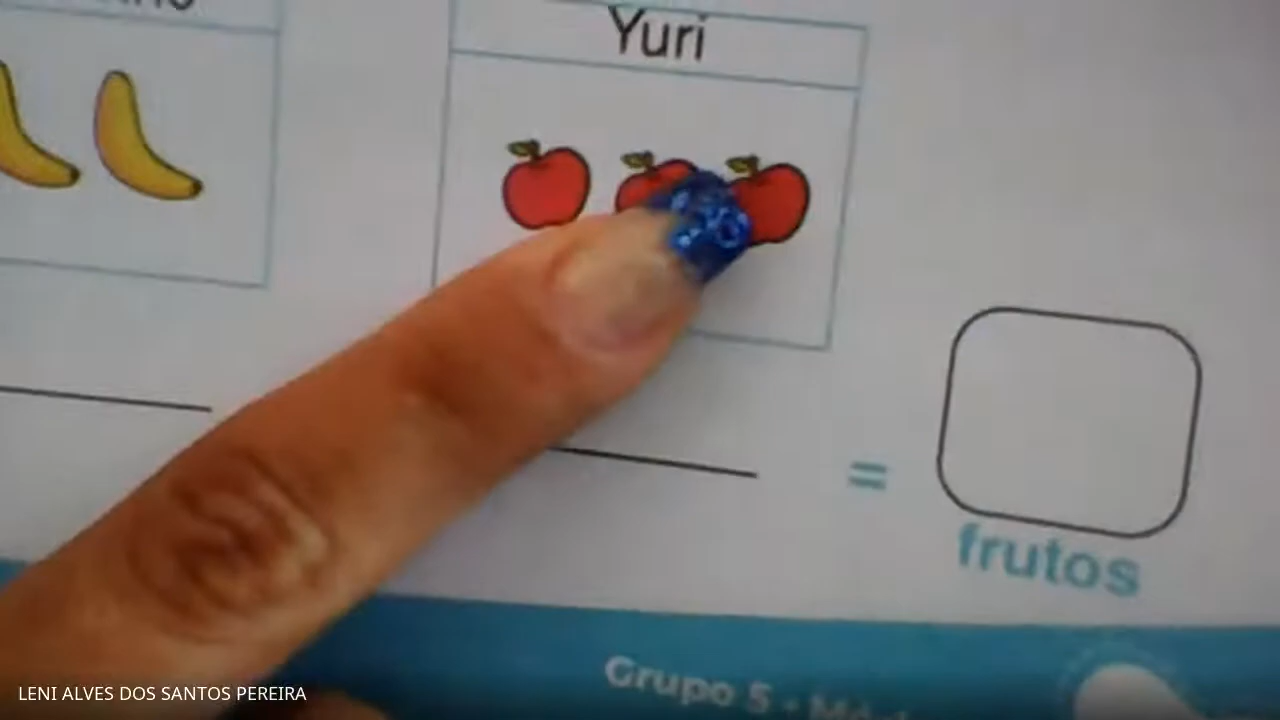 Yuri
=
frutos
Grupo 5 •
LENI ALVES DOS SANTOS PEREIRA